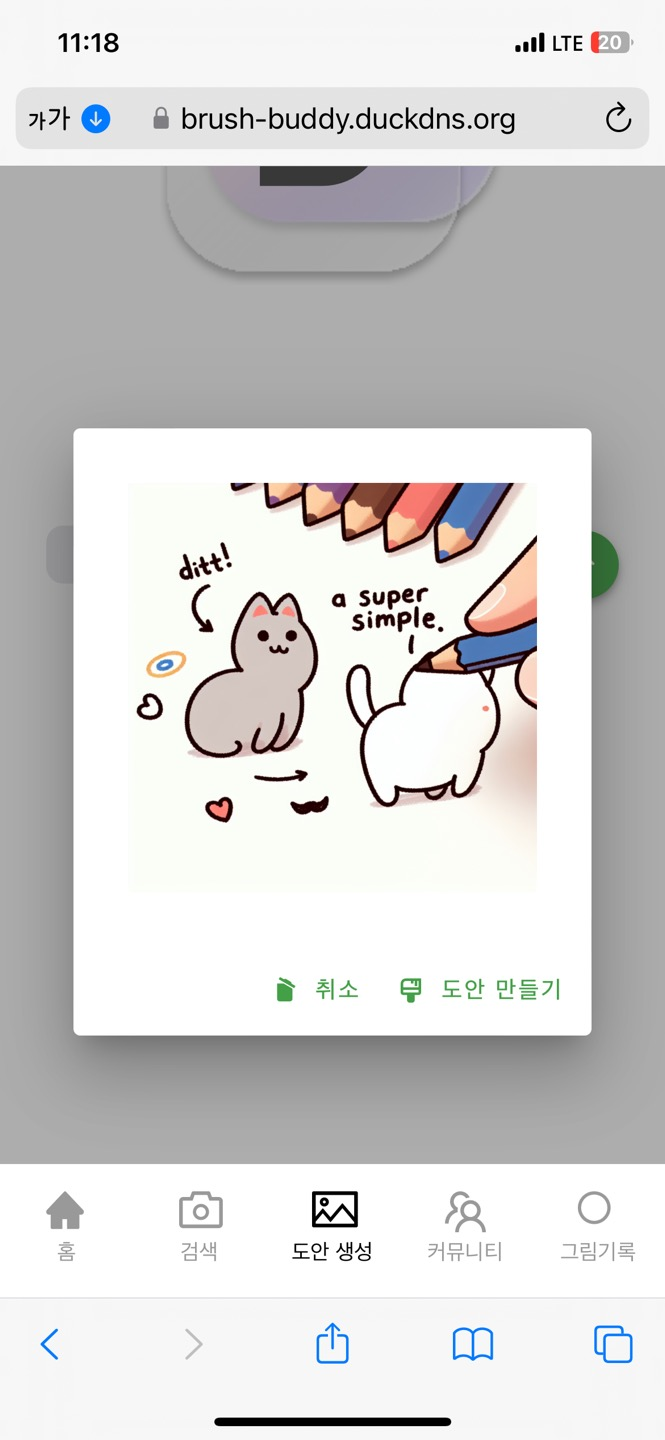 11:18
LTE 20
가가 brush-buddy.duckdns.org
ditt!
a super
simple.
취소 도안 만들기
홈 검색 도안 생성 커뮤니티 그림기록